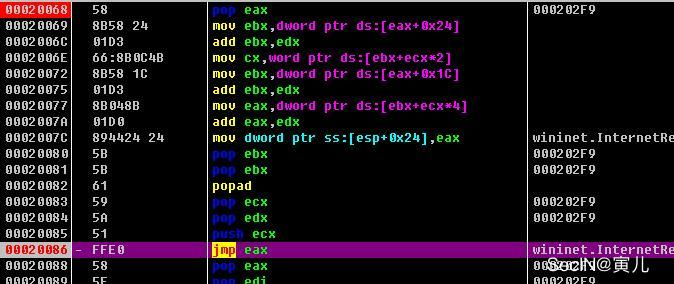 00020068 58 pop eax 000202F9
00020069 8B58 24 mov ebx,dword ptr ds:[eax+0x24]
0002006C 01D3 add ebx,edx
0002006E 66:8B0C4B mov cx,word ptr ds:[ebx+ecx*2]
00020072 8B58 1C mov ebx,dword ptr ds:[eax+0x1C]
00020075 01D3 add ebx,edx
00020077 8B048B mov eax,dword ptr ds:[ebx+ecx*4]
0002007A 01D0 add eax,edx
0002007C 894424 24 mov dword ptr ss:[esp+0x24],eax wininet.InternetRe
00020080 5B pop ebx 000202F9
00020081 5B pop ebx 000202F9
00020082 61 popad
00020083 59 pop ecx 000202F9
00020084 5A pop edx 000202F9
00020085 51 push ecx
00020086 - FFE0 jmp eax wininet.InternetRe
00020088 58 pop eax
00020089 5F pop edi
@寅儿